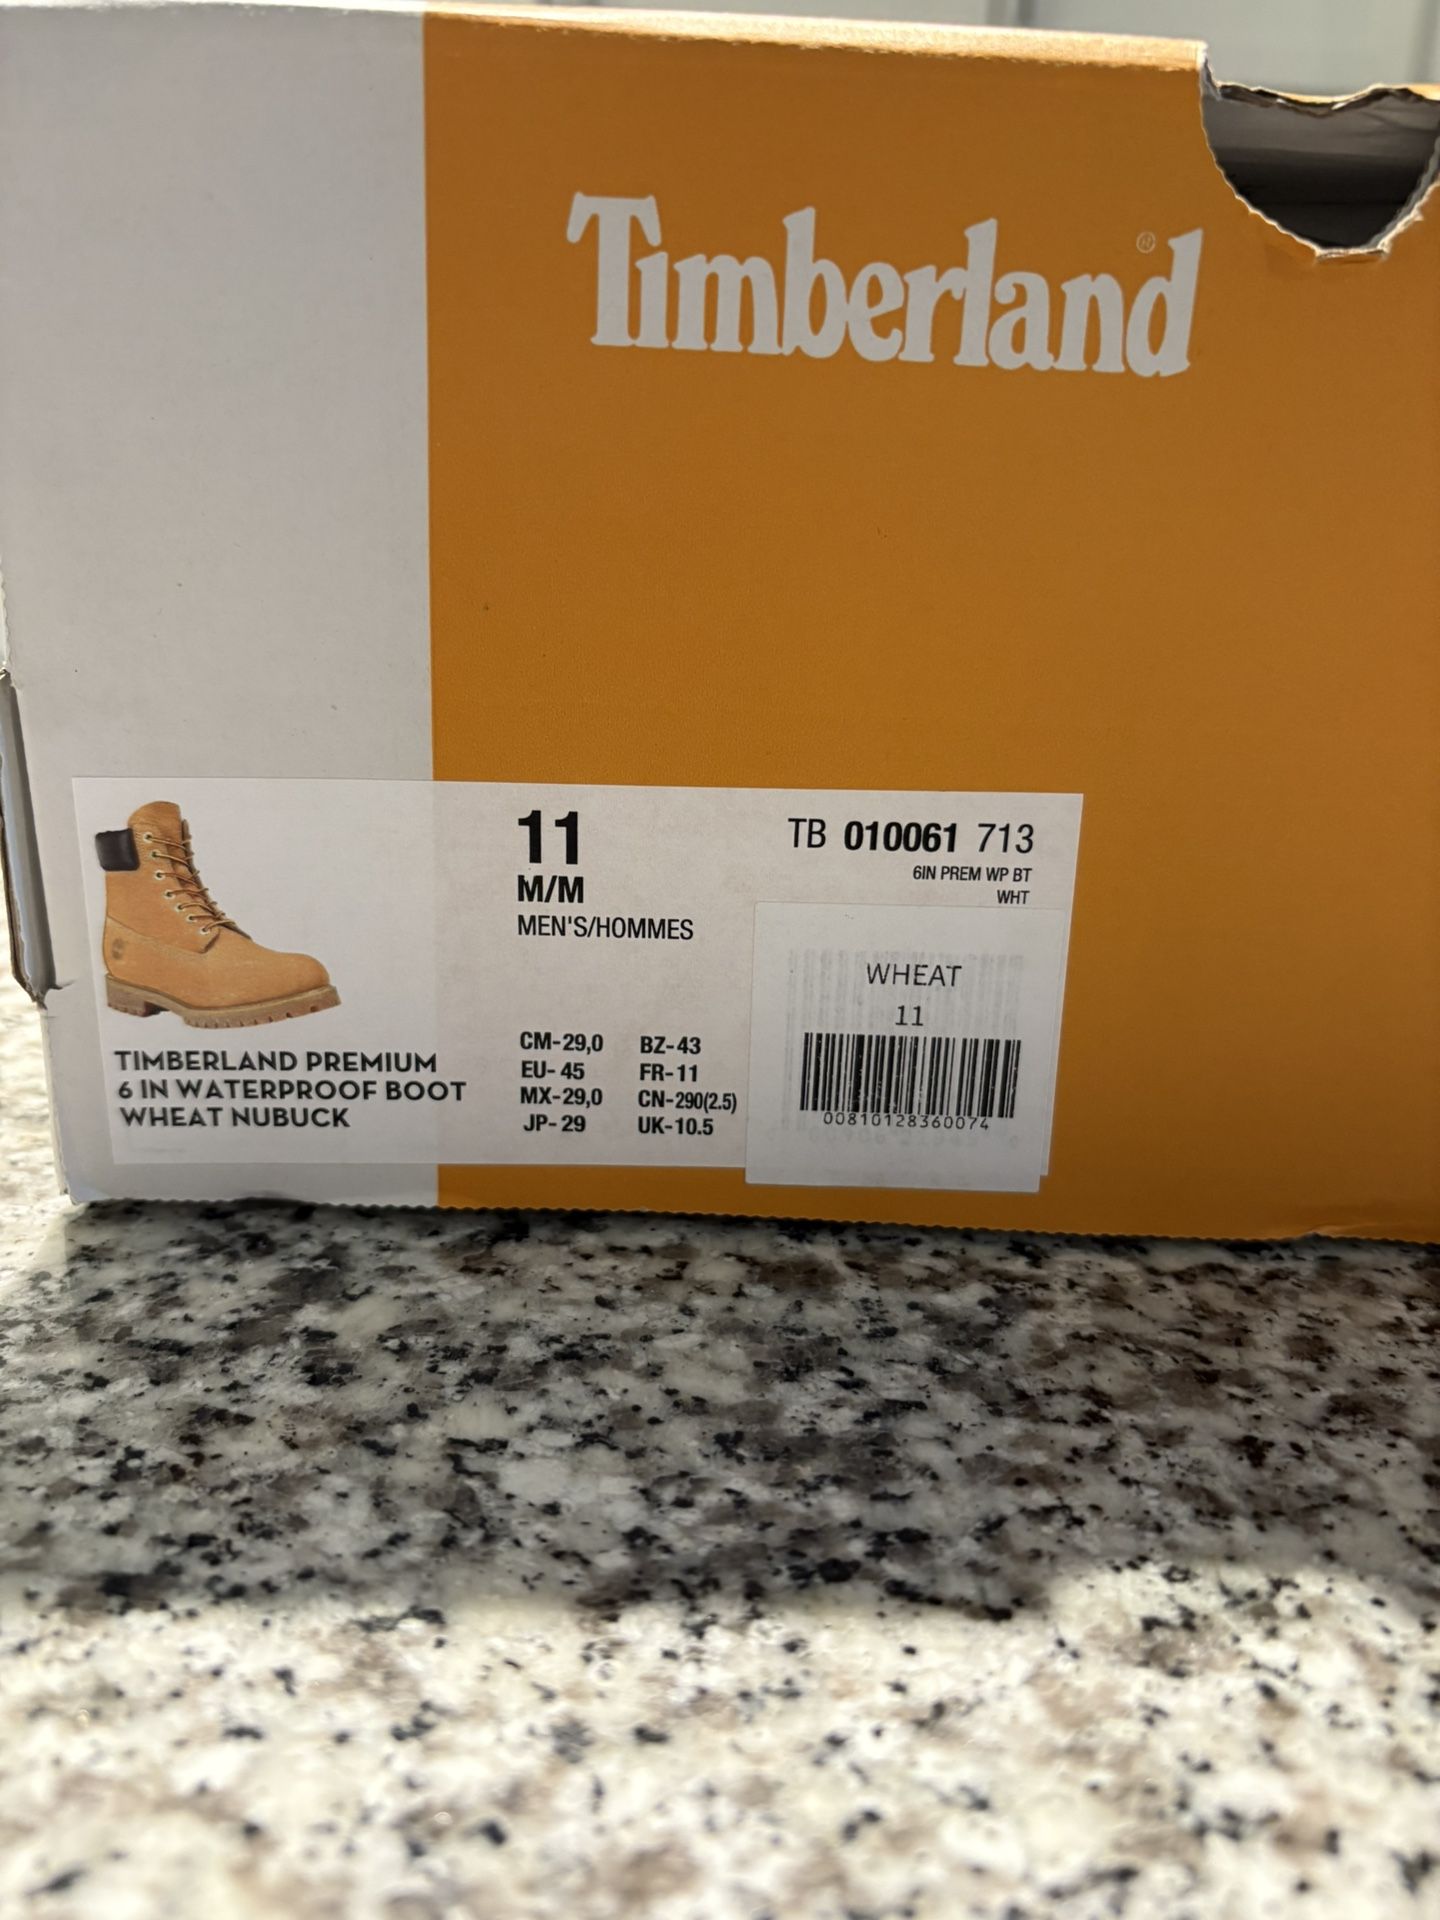 Timberland®
11
M/M
MEN'S/HOMMES
TB 010061 713
6IN PREM WP BT
WHT
WHEAT
11
00810128360074
TIMBERLAND PREMIUM
6 IN WATERPROOF BOOT
WHEAT NUBUCK
CM-29,0 BZ-43
EU- 45 FR-11
MX-29,0 CN-290(2.5)
JP- 29 UK-10.5